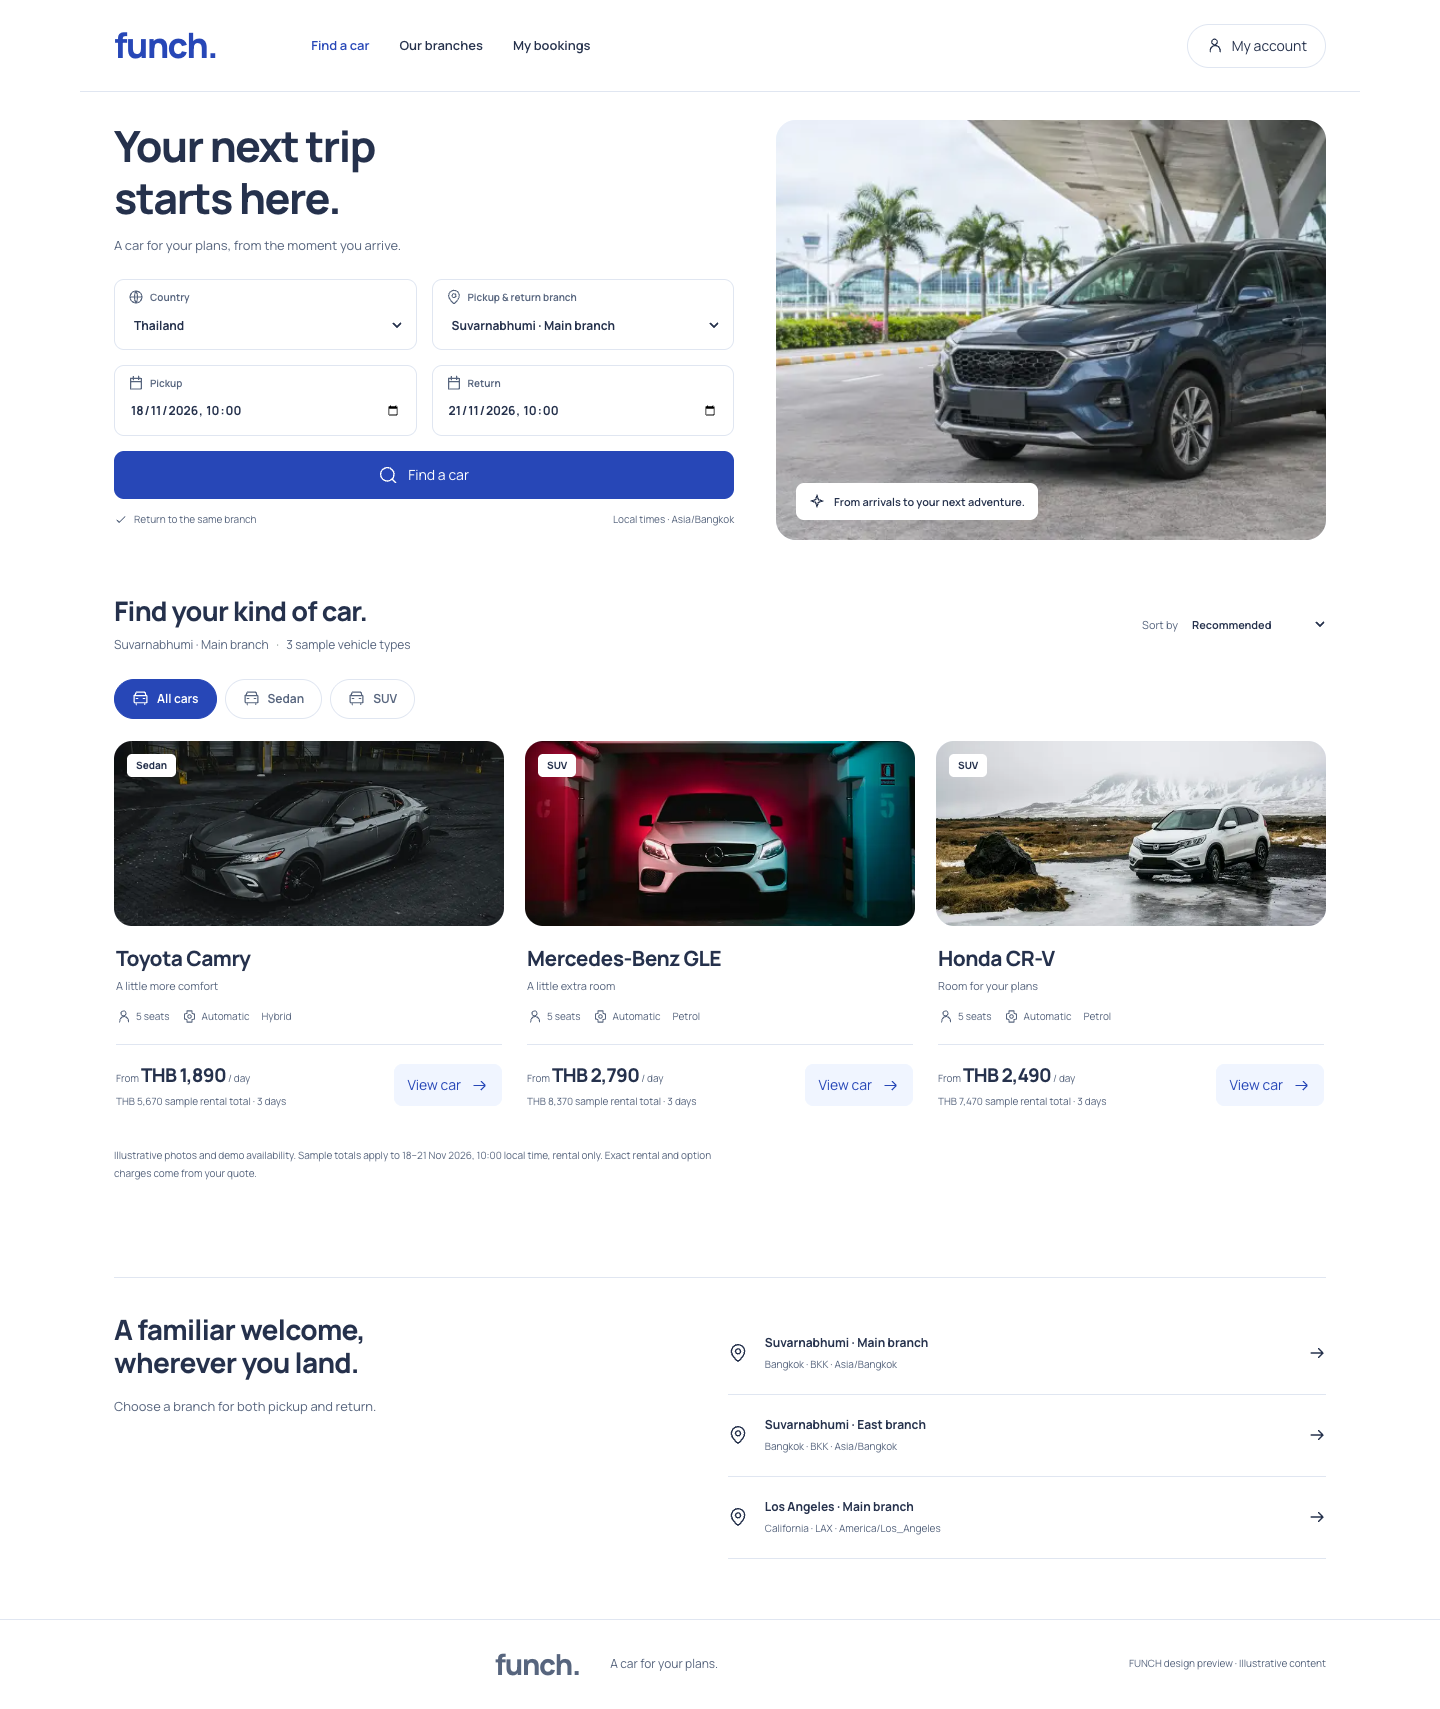 funch.
Find a car
Our branches
My bookings
My account
Your next trip
starts here.
A car for your plans, from the moment you arrive.
Country
Thailand
Pickup & return branch
Suvarnabhumi · Main branch
Pickup
18/11/2026, 10:00
Return
21/11/2026, 10:00
Find a car
Return to the same branch
Local times · Asia/Bangkok
From arrivals to your next adventure.
Find your kind of car.
Suvarnabhumi · Main branch · 3 sample vehicle types
Sort by Recommended
All cars
Sedan
SUV
Sedan
Toyota Camry
A little more comfort
5 seats Automatic Hybrid
From THB 1,890 / day
THB 5,670 sample rental total · 3 days
View car
SUV
Mercedes-Benz GLE
A little extra room
5 seats Automatic Petrol
From THB 2,790 / day
THB 8,370 sample rental total · 3 days
View car
SUV
Honda CR-V
Room for your plans
5 seats Automatic Petrol
From THB 2,490 / day
THB 7,470 sample rental total · 3 days
View car
Illustrative photos and demo availability. Sample totals apply to 18–21 Nov 2026, 10:00 local time, rental only. Exact rental and option
charges come from your quote.
A familiar welcome,
wherever you land.
Choose a branch for both pickup and return.
Suvarnabhumi · Main branch
Bangkok · BKK · Asia/Bangkok
Suvarnabhumi · East branch
Bangkok · BKK · Asia/Bangkok
Los Angeles · Main branch
California · LAX · America/Los_Angeles
funch.
A car for your plans.
FUNCH design preview · Illustrative content